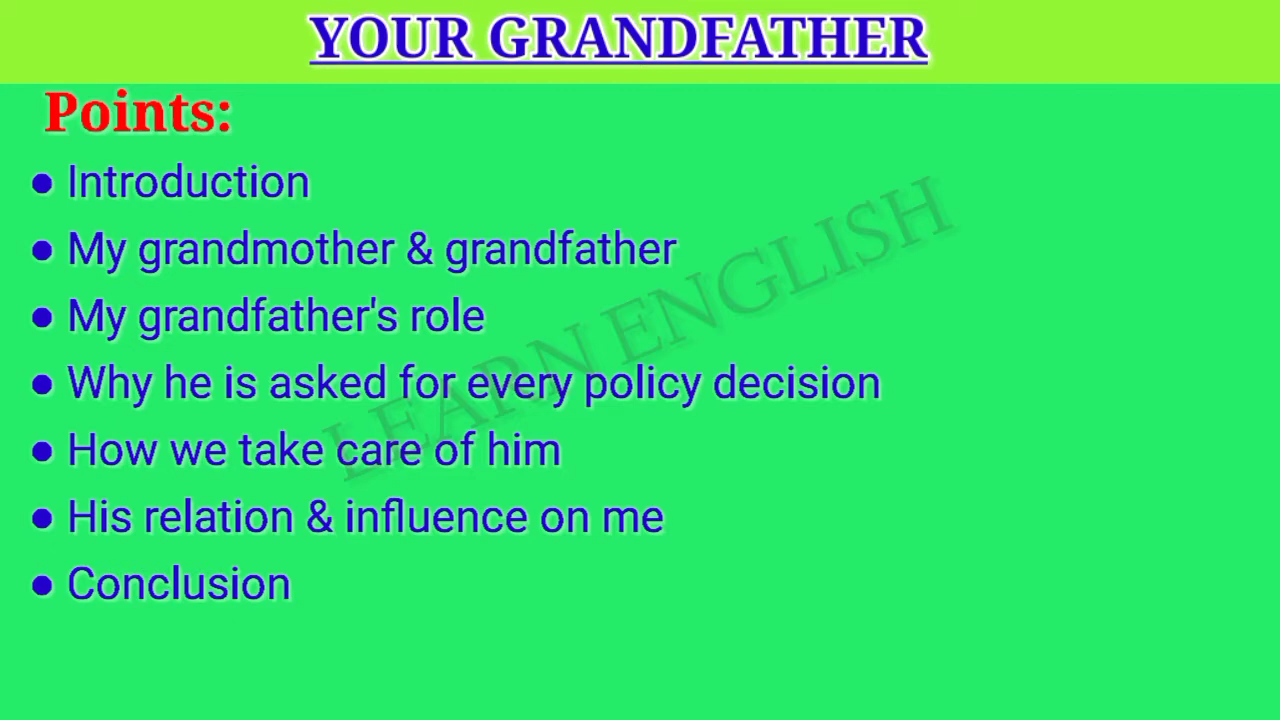 YOUR GRANDFATHER
Points:
● Introduction
● My grandmother & grandfather
● My grandfather's role
● Why he is asked for every policy decision
● How we take care of him
● His relation & influence on me
● Conclusion
LEARN ENGLISH